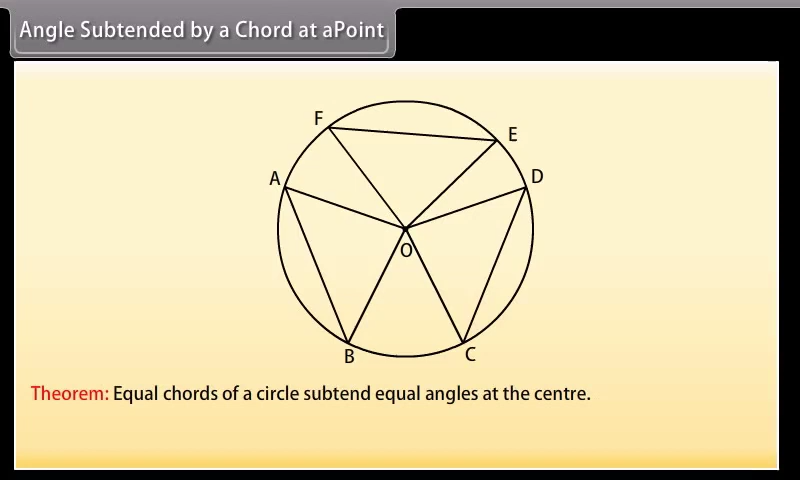 Angle Subtended by a Chord at aPoint
F
E
A
D
O
B
C
Theorem: Equal chords of a circle subtend equal angles at the centre.